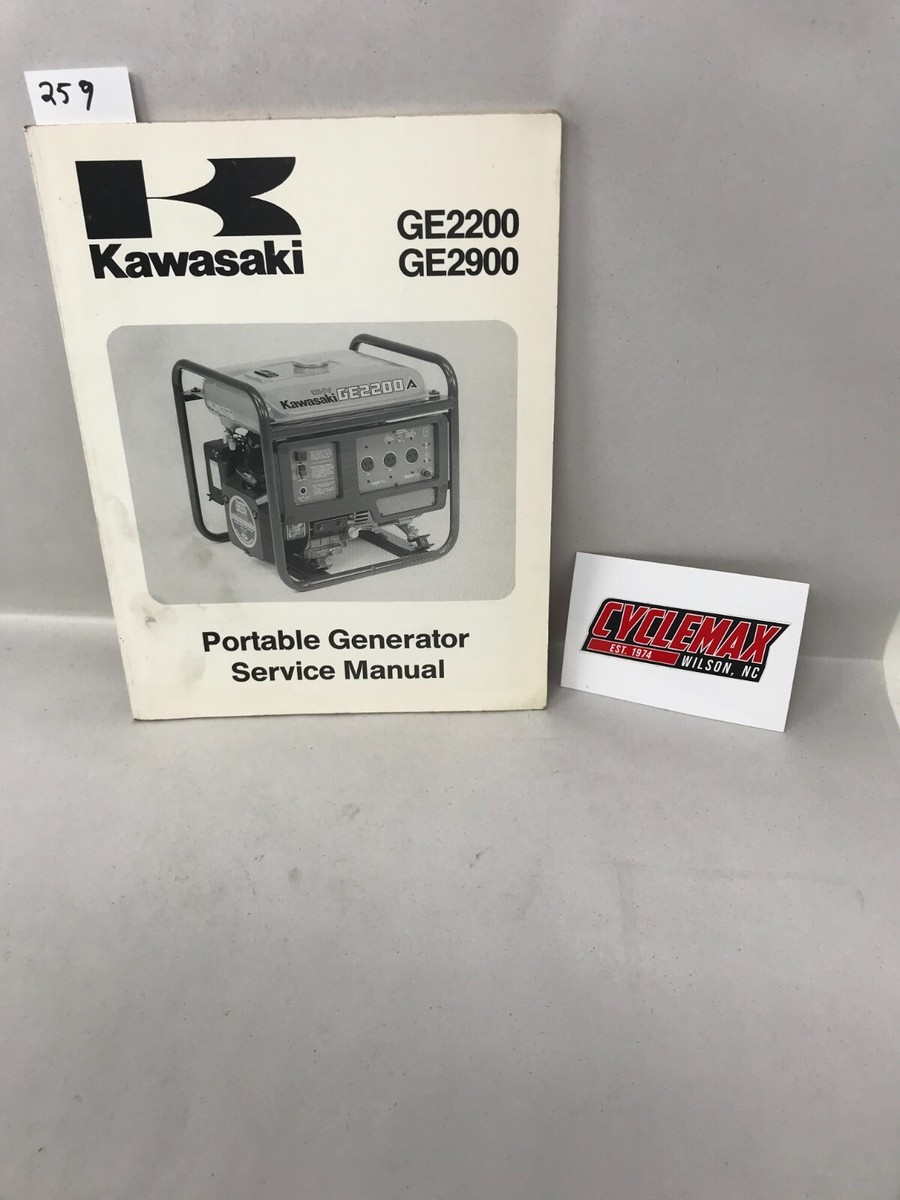 259
Kawasaki
GE2200
GE2900
Kawasaki GE2200A
Portable Generator
Service Manual
CYCLEMAX
EST. 1974
WILSON, NC